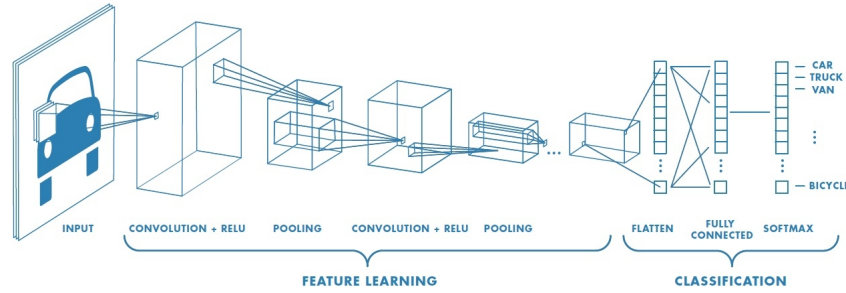 CAR
TRUCK
VAN
BICYCLE
INPUT
CONVOLUTION + RELU
POOLING
CONVOLUTION + RELU
POOLING
FLATTEN
FULLY
CONNECTED
SOFTMAX
FEATURE LEARNING
CLASSIFICATION